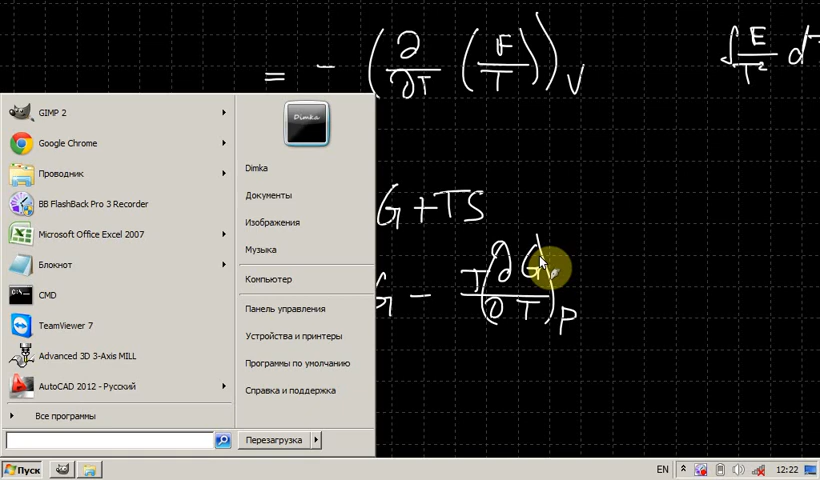 = - (∂/∂T (F/T))V
∫ E/T² d
G + TS
G - T(∂G/∂T)P
GIMP 2
Google Chrome
Проводник
BB FlashBack Pro 3 Recorder
Microsoft Office Excel 2007
Блокнот
CMD
TeamViewer 7
Advanced 3D 3-Axis MILL
AutoCAD 2012 - Русский
Все программы
Dimka
Dimka
Документы
Изображения
Музыка
Компьютер
Панель управления
Устройства и принтеры
Программы по умолчанию
Справка и поддержка
Перезагрузка
Пуск
EN
12:22